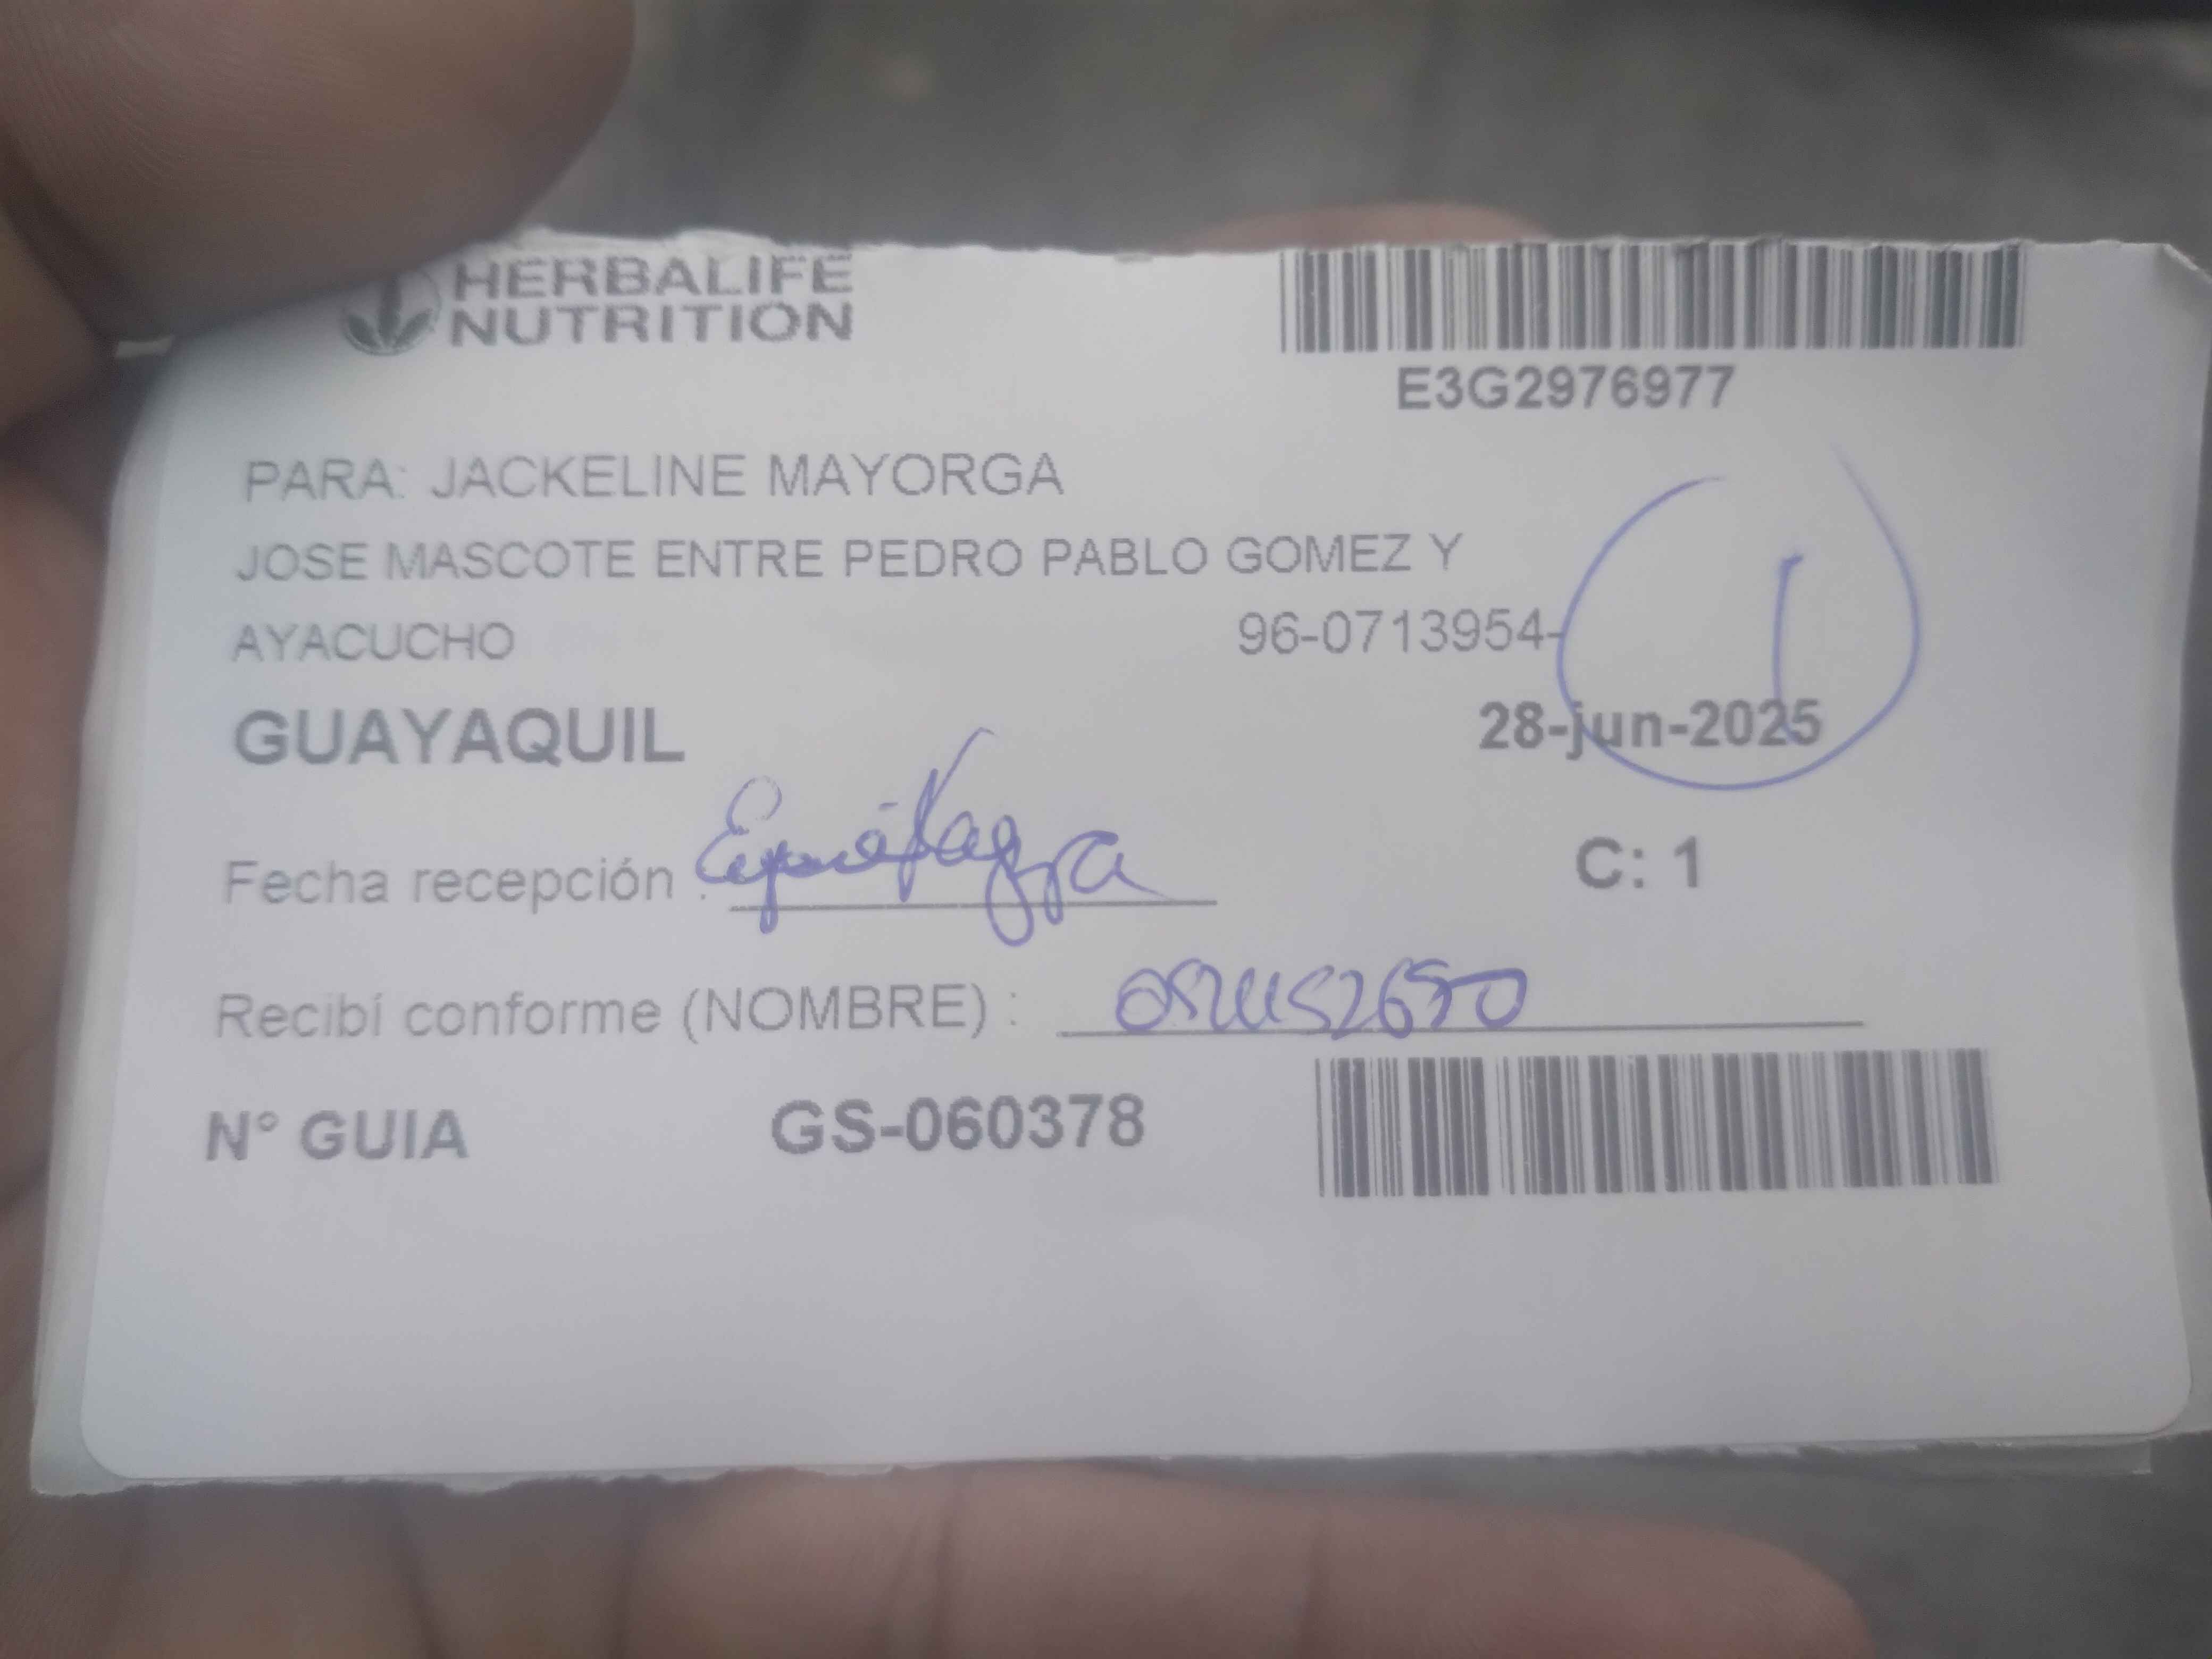 HERBALIFE
NUTRITION
E3G2976977
PARA: JACKELINE MAYORGA
JOSE MASCOTE ENTRE PEDRO PABLO GOMEZ Y
AYACUCHO 96-0713954-
1
GUAYAQUIL 28-jun-2025
Fecha recepción :
C: 1
Recibí conforme (NOMBRE) :
N° GUIA GS-060378